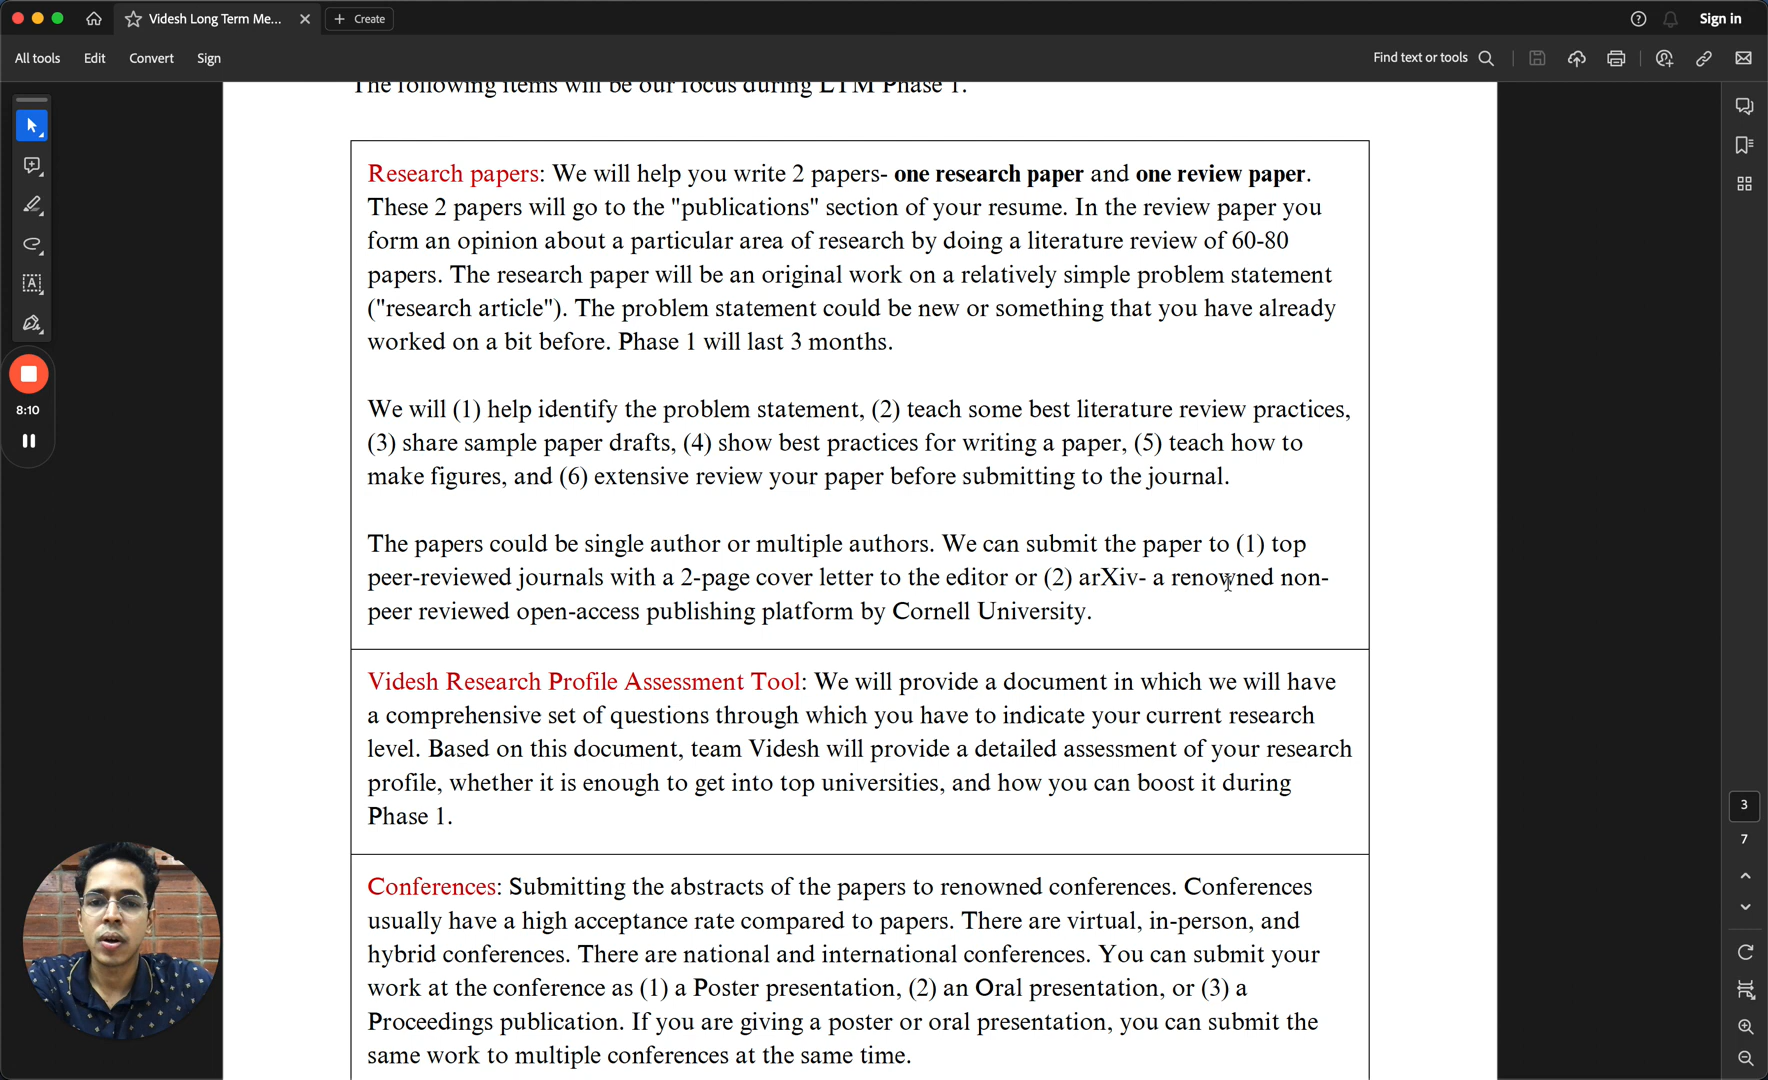 Videsh Long Term Me...
Create
Sign in
All tools
Edit
Convert
Sign
Find text or tools
The following items will be our focus during LTM Phase 1.
Research papers: We will help you write 2 papers- one research paper and one review paper.
These 2 papers will go to the "publications" section of your resume. In the review paper you
form an opinion about a particular area of research by doing a literature review of 60-80
papers. The research paper will be an original work on a relatively simple problem statement
("research article"). The problem statement could be new or something that you have already
worked on a bit before. Phase 1 will last 3 months.
We will (1) help identify the problem statement, (2) teach some best literature review practices,
(3) share sample paper drafts, (4) show best practices for writing a paper, (5) teach how to
make figures, and (6) extensive review your paper before submitting to the journal.
The papers could be single author or multiple authors. We can submit the paper to (1) top
peer-reviewed journals with a 2-page cover letter to the editor or (2) arXiv- a renowned non-
peer reviewed open-access publishing platform by Cornell University.
Videsh Research Profile Assessment Tool: We will provide a document in which we will have
a comprehensive set of questions through which you have to indicate your current research
level. Based on this document, team Videsh will provide a detailed assessment of your research
profile, whether it is enough to get into top universities, and how you can boost it during
Phase 1.
Conferences: Submitting the abstracts of the papers to renowned conferences. Conferences
usually have a high acceptance rate compared to papers. There are virtual, in-person, and
hybrid conferences. There are national and international conferences. You can submit your
work at the conference as (1) a Poster presentation, (2) an Oral presentation, or (3) a
Proceedings publication. If you are giving a poster or oral presentation, you can submit the
same work to multiple conferences at the same time.
8:10
3
7